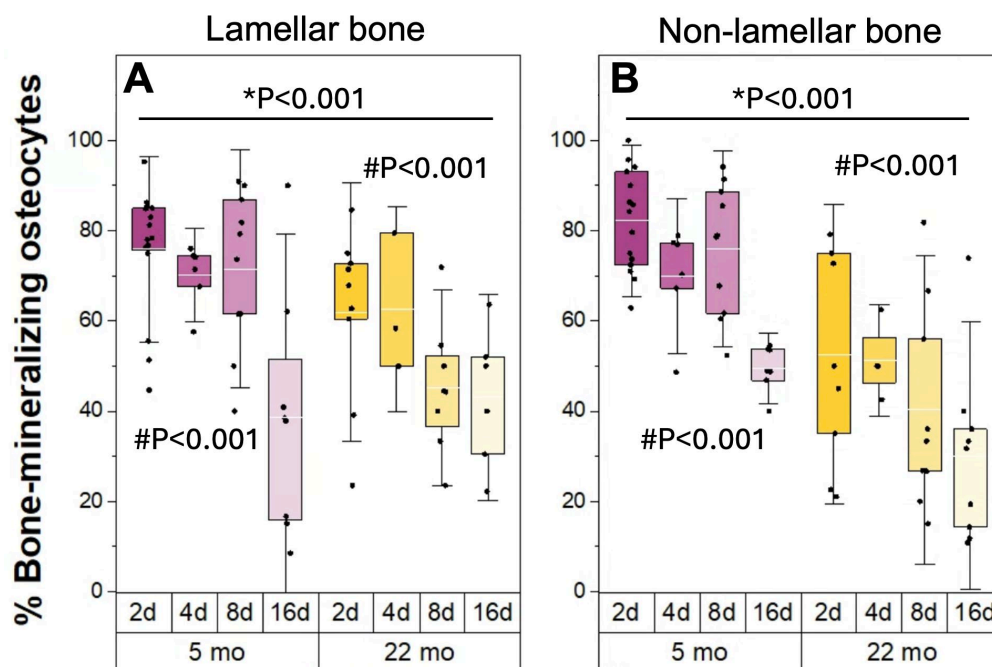 Lamellar bone
Non-lamellar bone
% Bone-mineralizing osteocytes
A
*P<0.001
#P<0.001
#P<0.001
100
80
60
40
20
0
2d 4d 8d 16d 2d 4d 8d 16d
5 mo 22 mo
B
*P<0.001
#P<0.001
#P<0.001
100
80
60
40
20
0
2d 4d 8d 16d 2d 4d 8d 16d
5 mo 22 mo